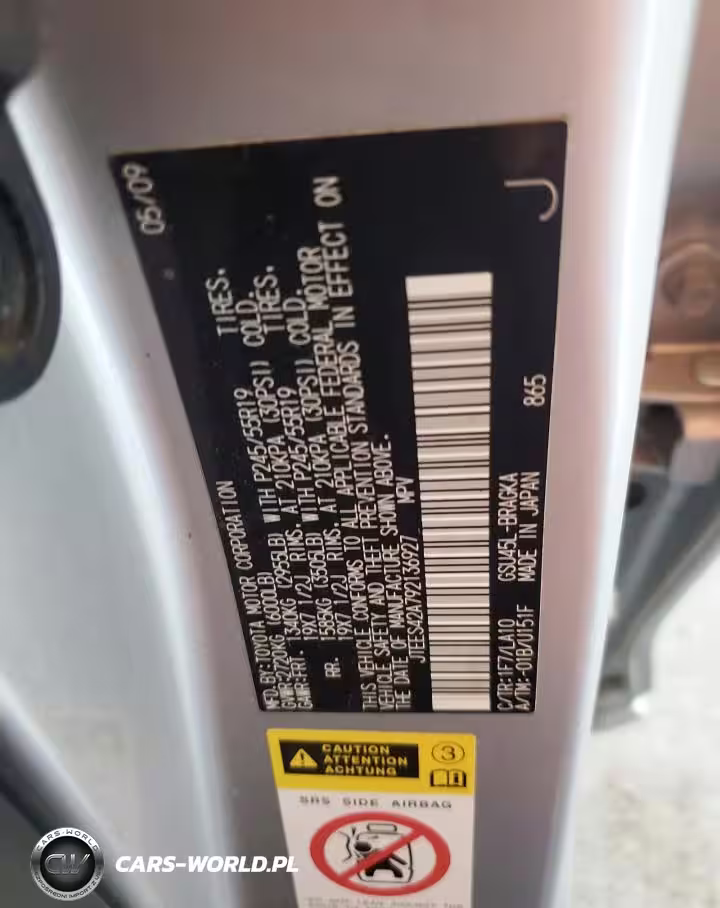 05/09
MFD.BY:TOYOTA MOTOR CORPORATION
GVWR:2720KG (6000LB)
GAWR:FRT. 1340KG (2955LB) WITH P245/55R19 TIRES.
19X7 1/2J RIMS. AT 210KPA (30PSI) COLD.
RR. 1585KG (3505LB) WITH P245/55R19 TIRES.
19X7 1/2J RIMS. AT 210KPA (30PSI) COLD.
THIS VEHICLE CONFORMS TO ALL APPLICABLE FEDERAL MOTOR
VEHICLE SAFETY AND THEFT PREVENTION STANDARDS IN EFFECT ON
THE DATE OF MANUFACTURE SHOWN ABOVE.
JTEES42A792136927 MPV
C/TR:1F7/LA10 GSU45L-BRAGKA 865
A/TM:-01B/U151F MADE IN JAPAN
J
CAUTION
ATTENTION
ACHTUNG
3
SRS SIDE AIRBAG
CARS-WORLD
CW
CARS-WORLD.PL